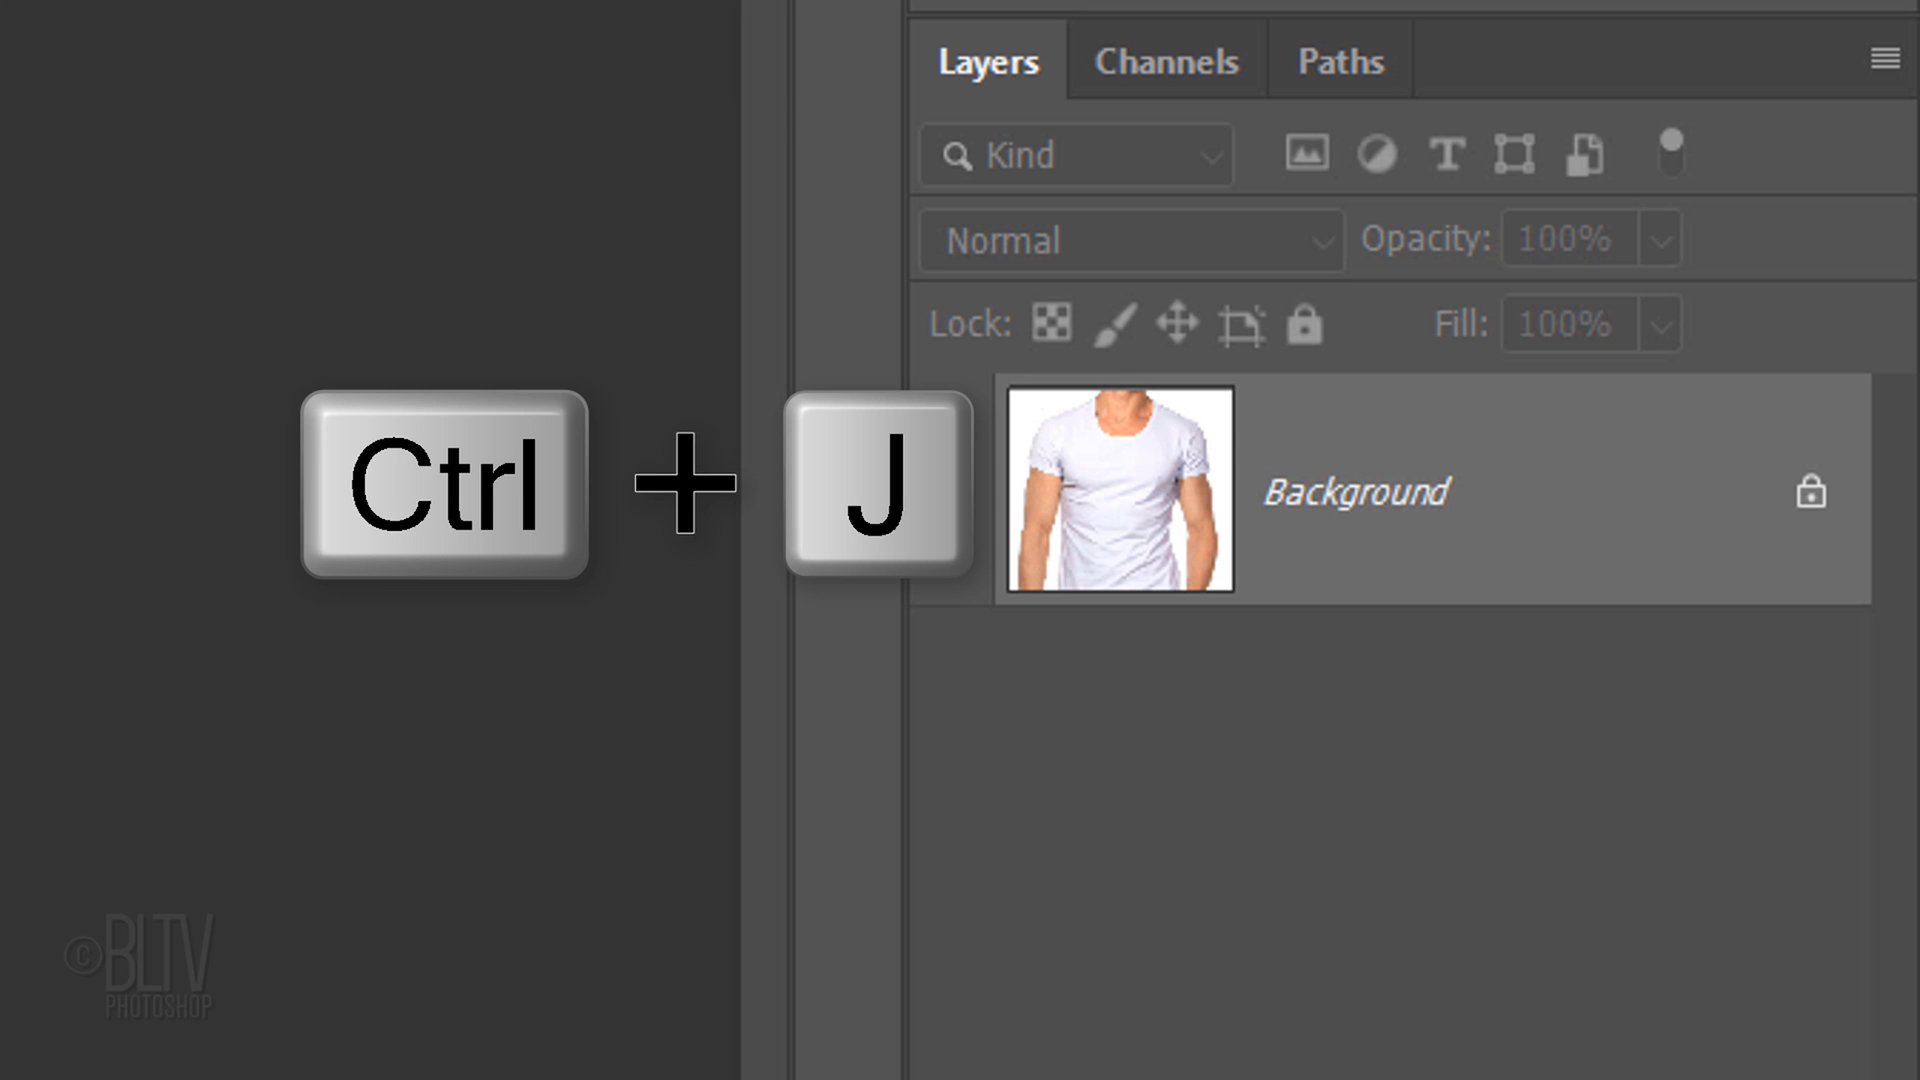 Layers Channels Paths
Kind T
Normal Opacity: 100%
Lock: Fill: 100%
Ctrl + J Background
©BLTV
PHOTOSHOP